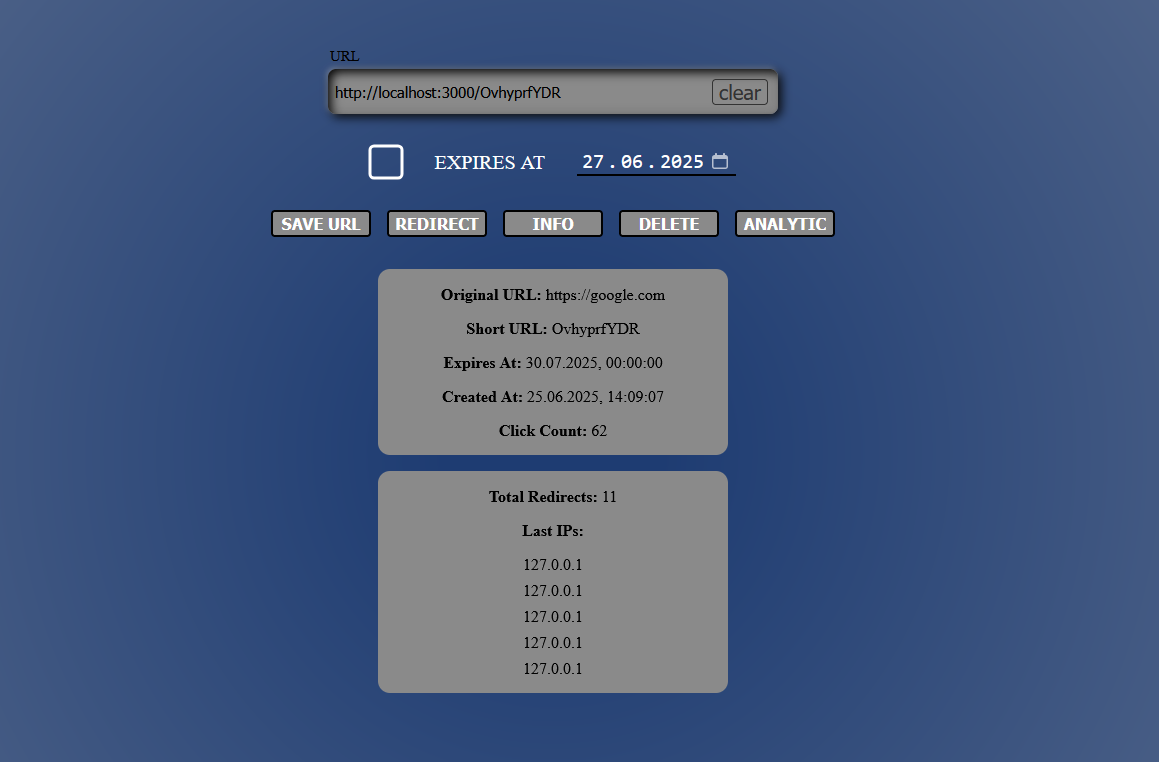 URL
http://localhost:3000/OvhyprfYDR clear
EXPIRES AT 27.06.2025
SAVE URL REDIRECT INFO DELETE ANALYTIC
Original URL: https://google.com
Short URL: OvhyprfYDR
Expires At: 30.07.2025, 00:00:00
Created At: 25.06.2025, 14:09:07
Click Count: 62
Total Redirects: 11
Last IPs:
127.0.0.1
127.0.0.1
127.0.0.1
127.0.0.1
127.0.0.1